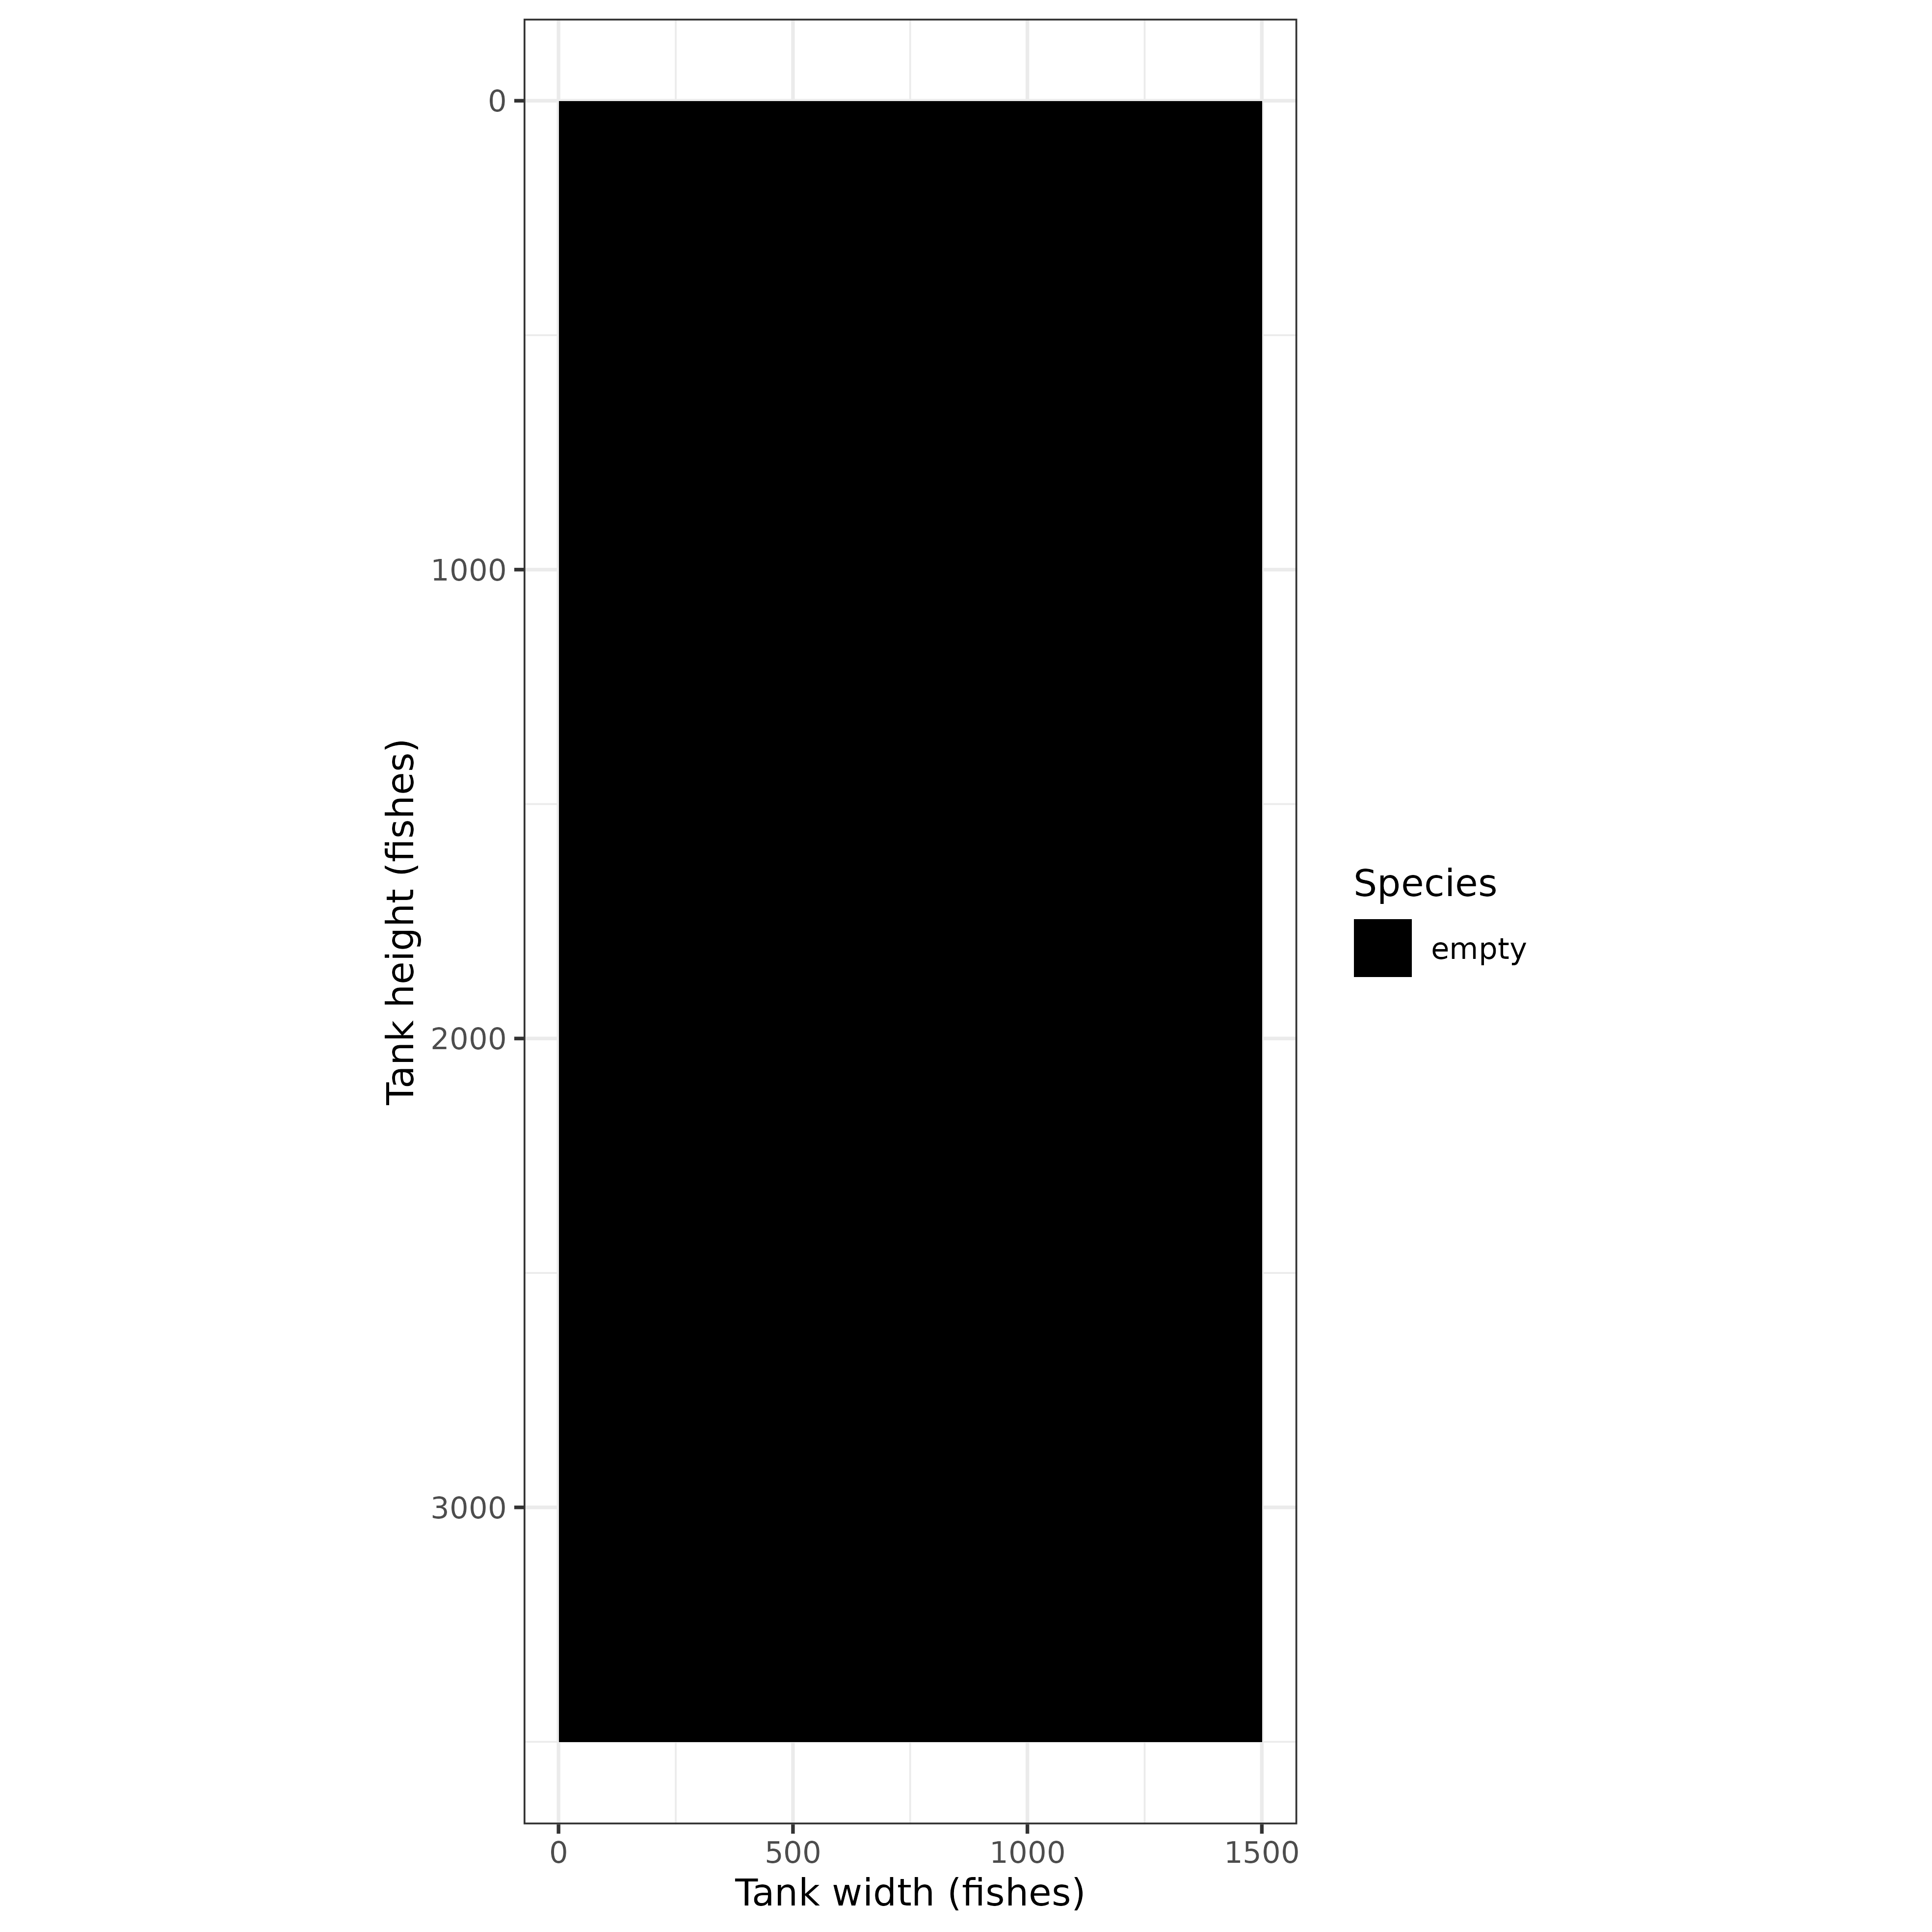 0
1000
2000
3000
Tank height (fishes)
0 500 1000 1500
Tank width (fishes)
Species
empty